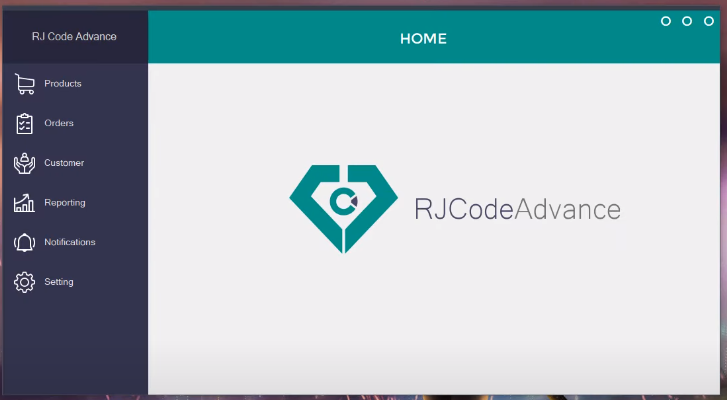 RJ Code Advance
HOME
Products
Orders
Customer
Reporting
Notifications
Setting
C
RJCodeAdvance